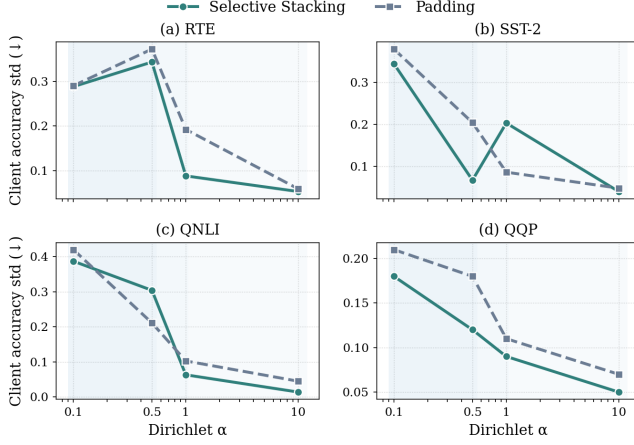 Selective Stacking Padding
(a) RTE
(b) SST-2
Client accuracy std (↓)
0.3
0.2
0.1
0.3
0.2
0.1
(c) QNLI
(d) QQP
Client accuracy std (↓)
0.4
0.3
0.2
0.1
0.0
0.20
0.15
0.10
0.05
0.1 0.5 1 10
0.1 0.5 1 10
Dirichlet α
Dirichlet α